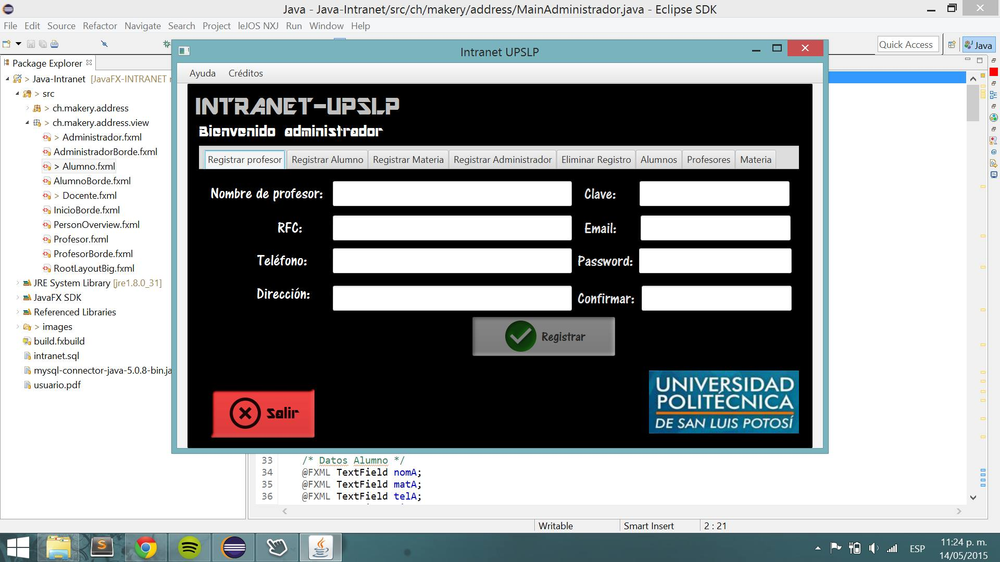 Java - Java-Intranet/src/ch/makery/address/MainAdministrador.java - Eclipse SDK
File Edit Source Refactor Navigate Search Project leJOS NXJ Run Window Help
Quick Access
Java
Package Explorer
> Java-Intranet [JavaFX-INTRANET
> src
> ch.makery.address
> ch.makery.address.view
> Administrador.fxml
AdministradorBorde.fxml
> Alumno.fxml
AlumnoBorde.fxml
> Docente.fxml
InicioBorde.fxml
PersonOverview.fxml
Profesor.fxml
ProfesorBorde.fxml
RootLayoutBig.fxml
JRE System Library [jre1.8.0_31]
JavaFX SDK
Referenced Libraries
> images
build.fxbuild
intranet.sql
mysql-connector-java-5.0.8-bin.ja
usuario.pdf
Intranet UPSLP
Ayuda Créditos
INTRANET-UPSLP
Bienvenido administrador
Registrar profesor Registrar Alumno Registrar Materia Registrar Administrador Eliminar Registro Alumnos Profesores Materia
Nombre de profesor: Clave:
RFC: Email:
Teléfono: Password:
Dirección: Confirmar:
Registrar
Salir
UNIVERSIDAD
POLITÉCNICA
DE SAN LUIS POTOSÍ
33 /* Datos Alumno */
34 @FXML TextField nomA;
35 @FXML TextField matA;
36 @FXML TextField telA;
Writable Smart Insert 2 : 21
ESP
11:24 p. m.
14/05/2015